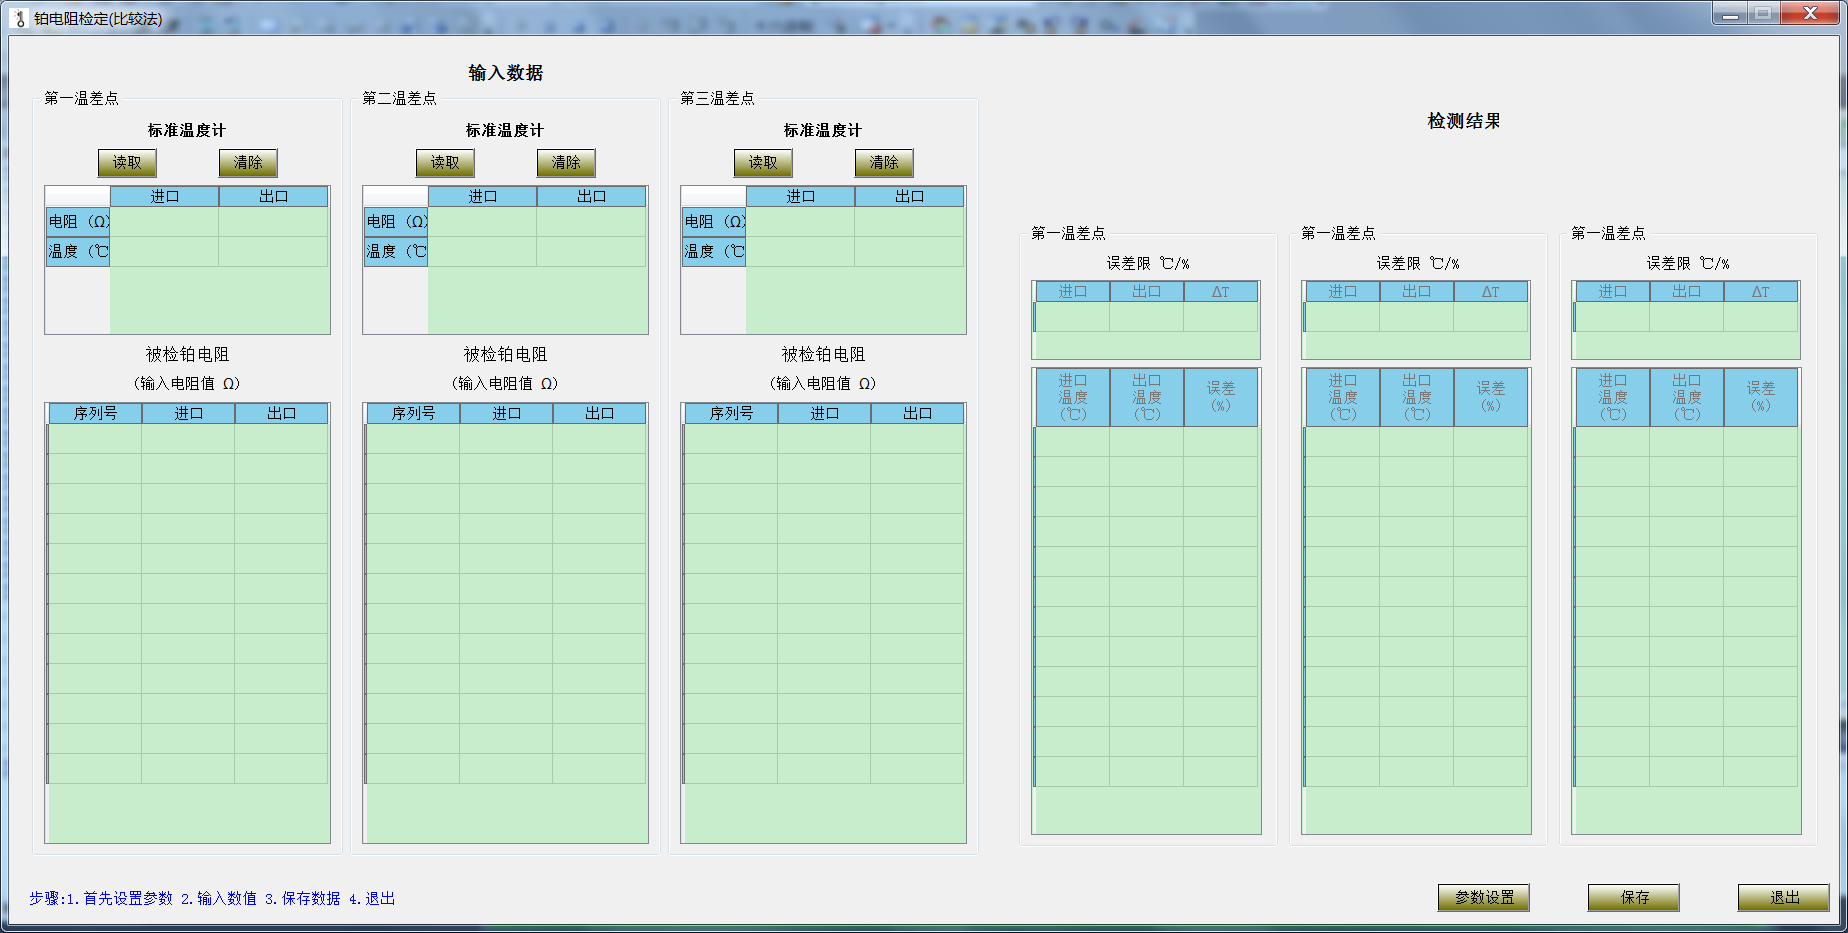 铂电阻检定(比较法)
输入数据
第一温差点
标准温度计
读取 清除
进口 出口
电阻 (Ω)
温度 (℃
被检铂电阻
(输入电阻值 Ω)
序列号 进口 出口
第二温差点
标准温度计
读取 清除
进口 出口
电阻 (Ω)
温度 (℃
被检铂电阻
(输入电阻值 Ω)
序列号 进口 出口
第三温差点
标准温度计
读取 清除
进口 出口
电阻 (Ω)
温度 (℃
被检铂电阻
(输入电阻值 Ω)
序列号 进口 出口
检测结果
第一温差点
误差限 ℃/%
进口 出口 ΔT
进口 出口 误差
温度 温度 (%)
(℃) (℃)
第一温差点
误差限 ℃/%
进口 出口 ΔT
进口 出口 误差
温度 温度 (%)
(℃) (℃)
第一温差点
误差限 ℃/%
进口 出口 ΔT
进口 出口 误差
温度 温度 (%)
(℃) (℃)
步骤:1.首先设置参数 2.输入数值 3.保存数据 4.退出
参数设置 保存 退出